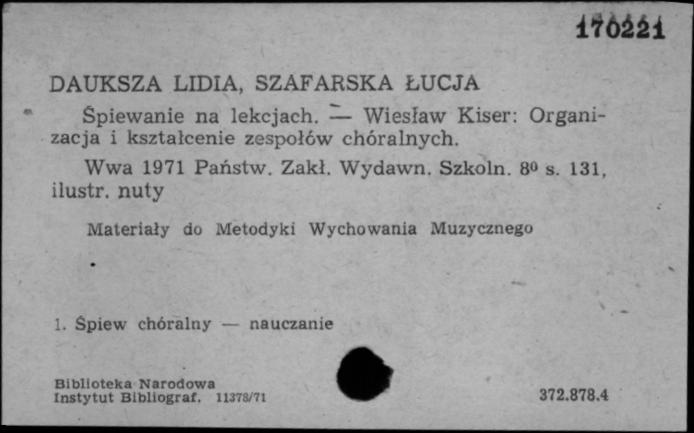 170221
DAUKSZA LIDIA, SZAFARSKA ŁUCJA
Śpiewanie na lekcjach. — Wiesław Kiser: Organi-
zacja i kształcenie zespołów chóralnych.
Wwa 1971 Państw. Zakł. Wydawn. Szkoln. 8⁰ s. 131,
ilustr. nuty
Materiały do Metodyki Wychowania Muzycznego
1. Śpiew chóralny — nauczanie
Biblioteka Narodowa
Instytut Bibliograf. 11378/71
372.878.4